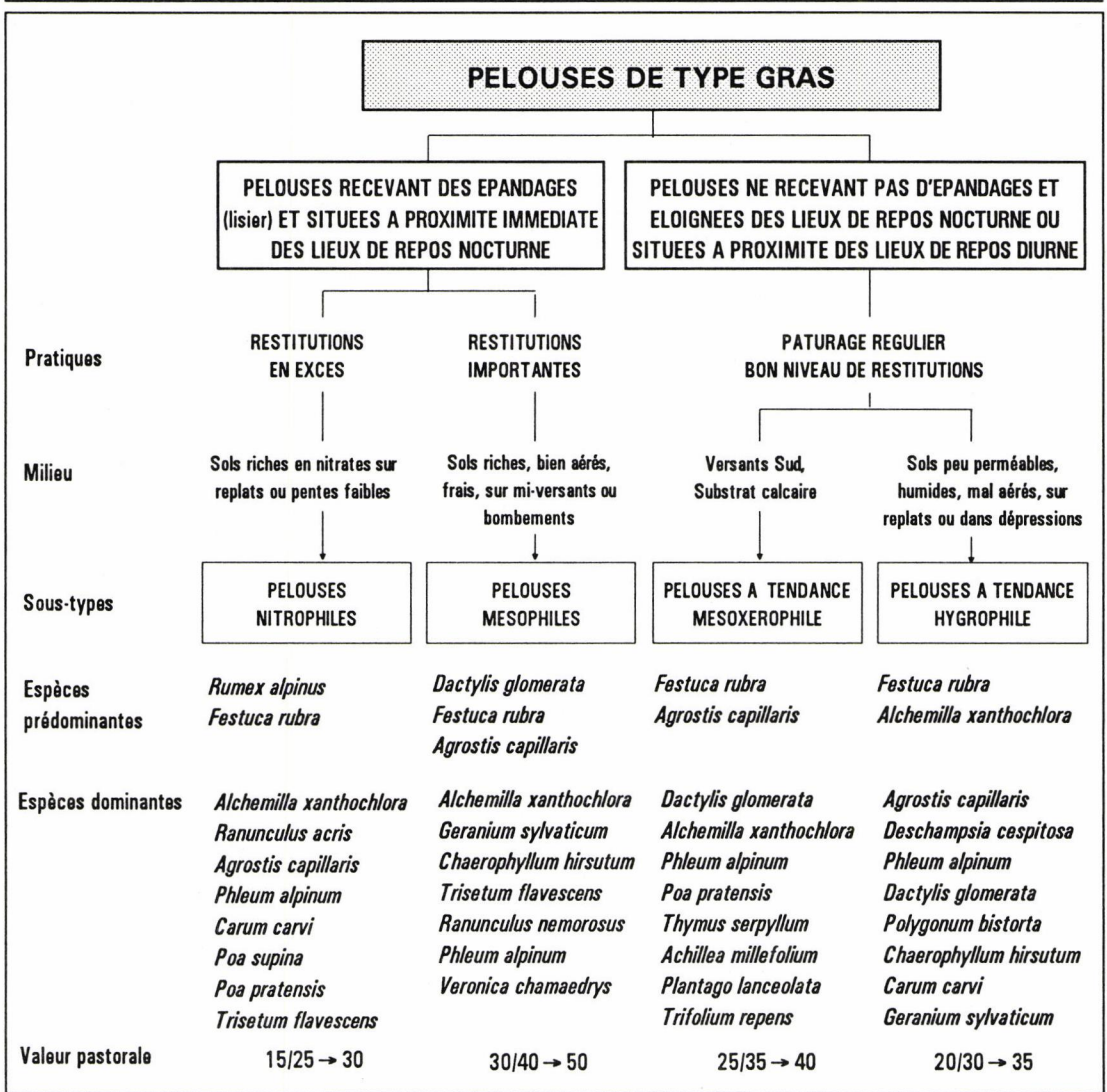 PELOUSES DE TYPE GRAS
PELOUSES RECEVANT DES EPANDAGES
(lisier) ET SITUEES A PROXIMITE IMMEDIATE
DES LIEUX DE REPOS NOCTURNE
PELOUSES NE RECEVANT PAS D'EPANDAGES ET
ELOIGNEES DES LIEUX DE REPOS NOCTURNE OU
SITUEES A PROXIMITE DES LIEUX DE REPOS DIURNE
Pratiques
RESTITUTIONS
EN EXCES
RESTITUTIONS
IMPORTANTES
PATURAGE REGULIER
BON NIVEAU DE RESTITUTIONS
Milieu
Sols riches en nitrates sur
replats ou pentes faibles
Sols riches, bien aérés,
frais, sur mi-versants ou
bombements
Versants Sud,
Substrat calcaire
Sols peu perméables,
humides, mal aérés, sur
replats ou dans dépressions
Sous-types
PELOUSES
NITROPHILES
PELOUSES
MESOPHILES
PELOUSES A TENDANCE
MESOXEROPHILE
PELOUSES A TENDANCE
HYGROPHILE
Espèces
prédominantes
Rumex alpinus
Festuca rubra
Dactylis glomerata
Festuca rubra
Agrostis capillaris
Festuca rubra
Agrostis capillaris
Festuca rubra
Alchemilla xanthochlora
Espèces dominantes
Alchemilla xanthochlora
Ranunculus acris
Agrostis capillaris
Phleum alpinum
Carum carvi
Poa supina
Poa pratensis
Trisetum flavescens
Alchemilla xanthochlora
Geranium sylvaticum
Chaerophyllum hirsutum
Trisetum flavescens
Ranunculus nemorosus
Phleum alpinum
Veronica chamaedrys
Dactylis glomerata
Alchemilla xanthochlora
Phleum alpinum
Poa pratensis
Thymus serpyllum
Achillea millefolium
Plantago lanceolata
Trifolium repens
Agrostis capillaris
Deschampsia cespitosa
Phleum alpinum
Dactylis glomerata
Polygonum bistorta
Chaerophyllum hirsutum
Carum carvi
Geranium sylvaticum
Valeur pastorale
15/25 → 30
30/40 → 50
25/35 → 40
20/30 → 35